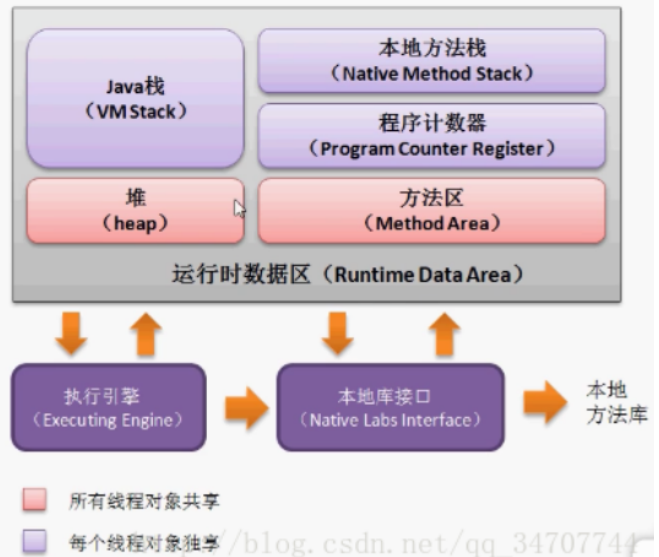 Java栈
（VM Stack）
本地方法栈
（Native Method Stack）
程序计数器
（Program Counter Register）
堆
（heap）
方法区
（Method Area）
运行时数据区（Runtime Data Area）
执行引擎
（Executing Engine）
本地库接口
（Native Labs Interface）
本地
方法库
所有线程对象共享
每个线程对象独享
http://blog.csdn.net/qq_34707744